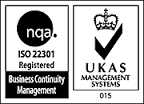 nqa.
ISO 22301
Registered
Business Continuity
Management
UKAS
MANAGEMENT
SYSTEMS
015